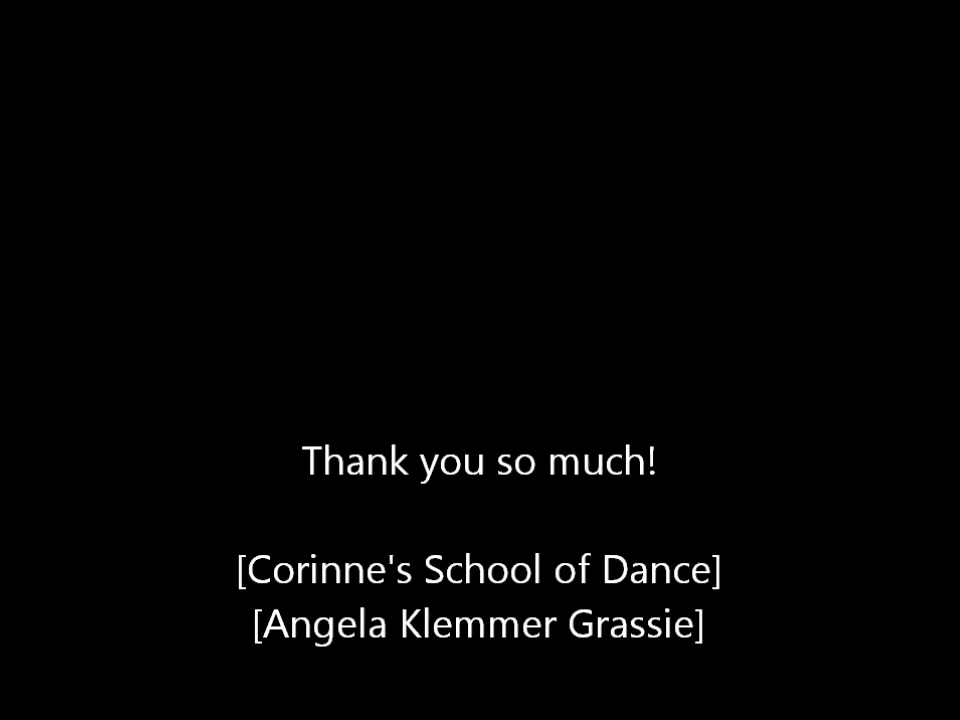 Thank you so much!
[Corinne's School of Dance]
[Angela Klemmer Grassie]